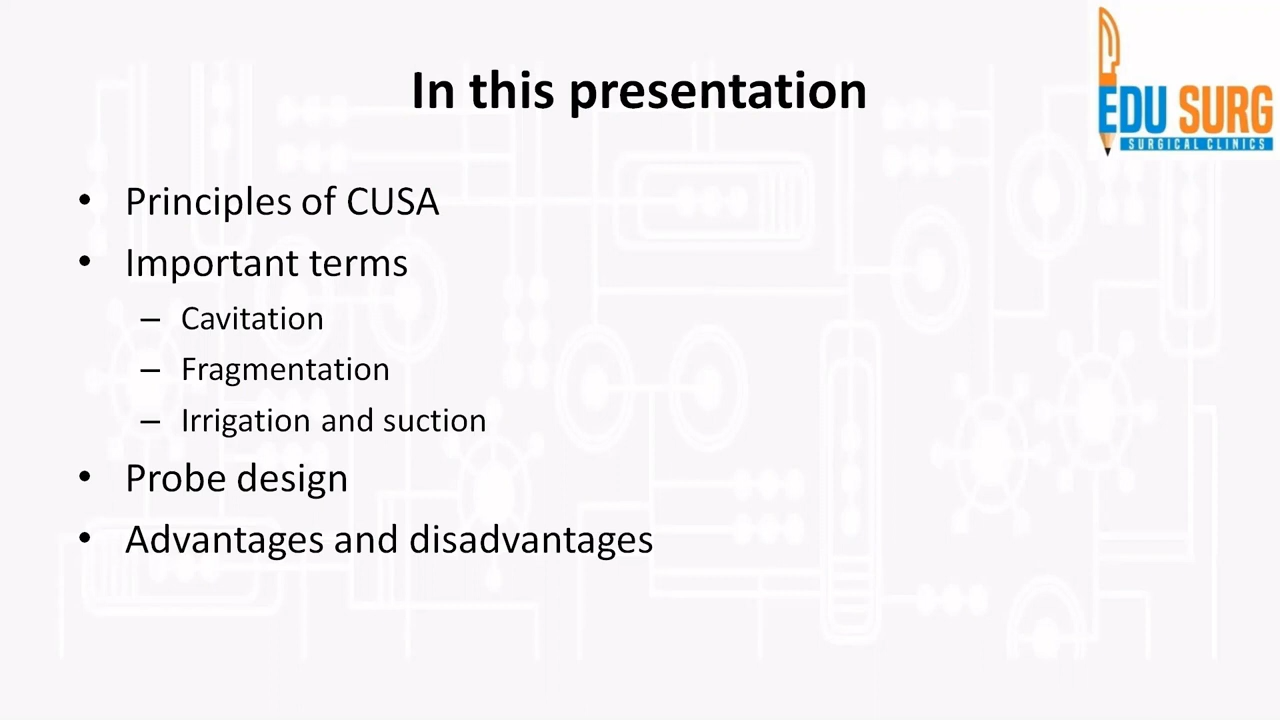 In this presentation
EDU SURG
SURGICAL CLINICS
• Principles of CUSA
• Important terms
– Cavitation
– Fragmentation
– Irrigation and suction
• Probe design
• Advantages and disadvantages